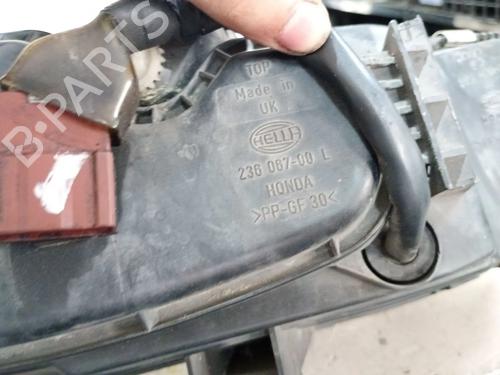 TOP
Made in
UK
HELLA
236 067-00 L
HONDA
>PP-GF 30<
B-PARTS